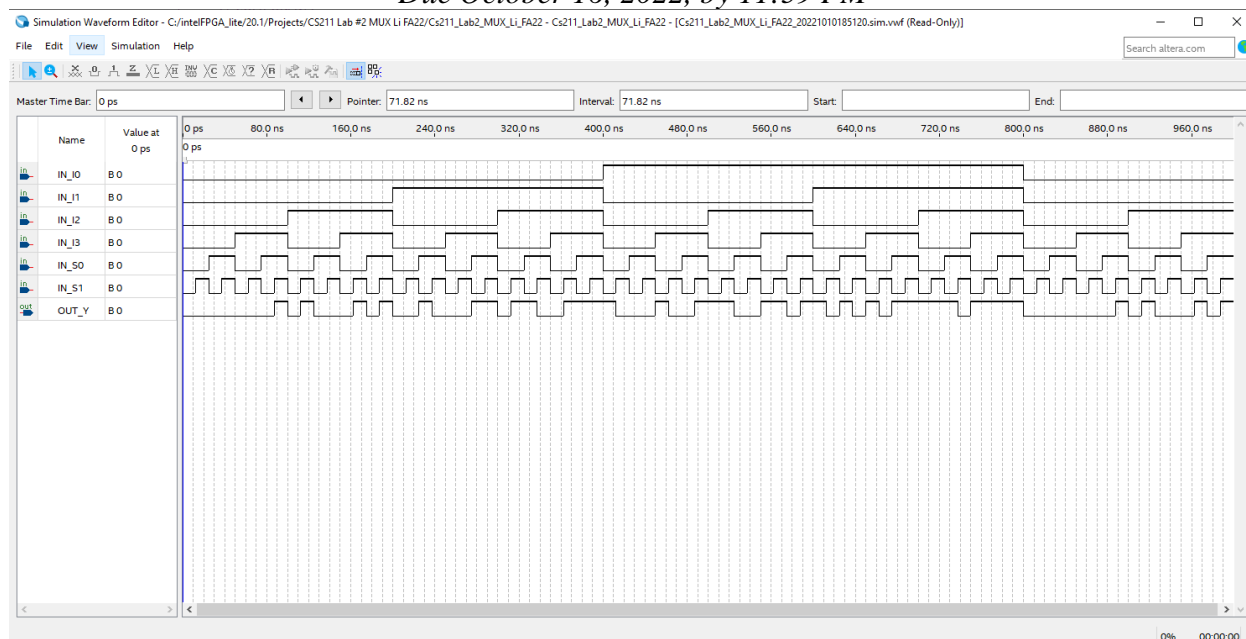 Due October 16, 2022, by 11:59 PM
Simulation Waveform Editor - C:/intelFPGA_lite/20.1/Projects/CS211 Lab #2 MUX Li FA22/Cs211_Lab2_MUX_Li_FA22 - Cs211_Lab2_MUX_Li_FA22 - [Cs211_Lab2_MUX_Li_FA22_20221010185120.sim.vwf (Read-Only)]
File Edit View Simulation Help
Search altera.com
Master Time Bar: 0 ps Pointer: 71.82 ns Interval: 71.82 ns Start: End:
Name Value at 0 ps
0 ps 80.0 ns 160.0 ns 240.0 ns 320.0 ns 400.0 ns 480.0 ns 560.0 ns 640.0 ns 720.0 ns 800.0 ns 880.0 ns 960.0 ns
0 ps
in IN_I0 B 0
in IN_I1 B 0
in IN_I2 B 0
in IN_I3 B 0
in IN_S0 B 0
in IN_S1 B 0
out OUT_Y B 0
0% 00:00:00